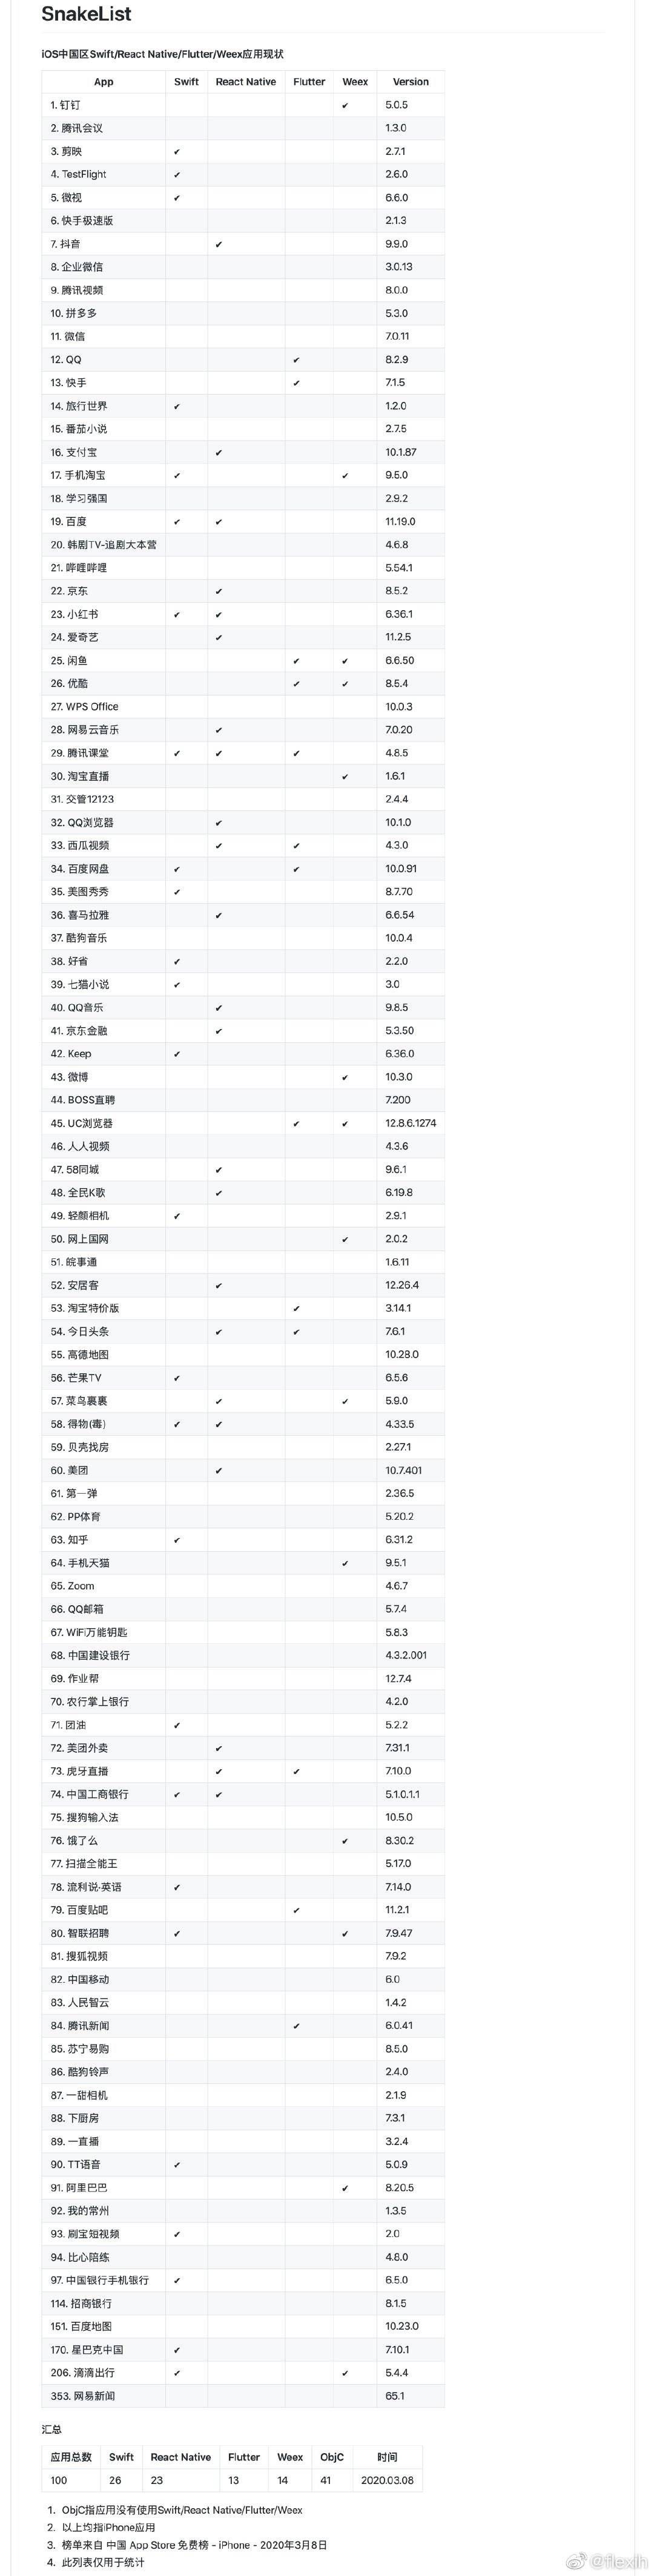 SnakeList
iOS中国区Swift/React Native/Flutter/Weex应用现状
App Swift React Native Flutter Weex Version
1. 钉钉 ✔ 5.0.5
2. 腾讯会议 1.3.0
3. 剪映 ✔ 2.7.1
4. TestFlight ✔ 2.6.0
5. 微视 ✔ 6.6.0
6. 快手极速版 2.1.3
7. 抖音 ✔ 9.9.0
8. 企业微信 3.0.13
9. 腾讯视频 8.0.0
10. 拼多多 5.3.0
11. 微信 7.0.11
12. QQ ✔ 8.2.9
13. 快手 ✔ 7.1.5
14. 旅行世界 ✔ 1.2.0
15. 番茄小说 2.7.5
16. 支付宝 ✔ 10.1.87
17. 手机淘宝 ✔ ✔ 9.5.0
18. 学习强国 2.9.2
19. 百度 ✔ ✔ 11.19.0
20. 韩剧TV-追剧大本营 4.6.8
21. 哔哩哔哩 5.54.1
22. 京东 ✔ 8.5.2
23. 小红书 ✔ ✔ 6.36.1
24. 爱奇艺 ✔ 11.2.5
25. 闲鱼 ✔ ✔ 6.6.50
26. 优酷 ✔ ✔ 8.5.4
27. WPS Office 10.0.3
28. 网易云音乐 ✔ 7.0.20
29. 腾讯课堂 ✔ ✔ ✔ 4.8.5
30. 淘宝直播 ✔ 1.6.1
31. 交管12123 2.4.4
32. QQ浏览器 ✔ 10.1.0
33. 西瓜视频 ✔ ✔ 4.3.0
34. 百度网盘 ✔ ✔ 10.0.91
35. 美图秀秀 ✔ 8.7.70
36. 喜马拉雅 ✔ 6.6.54
37. 酷狗音乐 10.0.4
38. 好省 ✔ 2.2.0
39. 七猫小说 ✔ 3.0
40. QQ音乐 ✔ 9.8.5
41. 京东金融 ✔ 5.3.50
42. Keep ✔ 6.36.0
43. 微博 ✔ 10.3.0
44. BOSS直聘 7.200
45. UC浏览器 ✔ ✔ 12.8.6.1274
46. 人人视频 4.3.6
47. 58同城 ✔ 9.6.1
48. 全民K歌 ✔ 6.19.8
49. 轻颜相机 ✔ 2.9.1
50. 网上国网 ✔ 2.0.2
51. 皖事通 1.6.11
52. 安居客 ✔ 12.26.4
53. 淘宝特价版 ✔ 3.14.1
54. 今日头条 ✔ ✔ 7.6.1
55. 高德地图 10.28.0
56. 芒果TV ✔ 6.5.6
57. 菜鸟裹裹 ✔ ✔ 5.9.0
58. 得物(毒) ✔ ✔ 4.33.5
59. 贝壳找房 2.27.1
60. 美团 ✔ 10.7.401
61. 第一弹 2.36.5
62. PP体育 5.20.2
63. 知乎 ✔ 6.31.2
64. 手机天猫 ✔ 9.5.1
65. Zoom 4.6.7
66. QQ邮箱 5.7.4
67. WiFi万能钥匙 5.8.3
68. 中国建设银行 4.3.2.001
69. 作业帮 12.7.4
70. 农行掌上银行 4.2.0
71. 团油 ✔ 5.2.2
72. 美团外卖 ✔ 7.31.1
73. 虎牙直播 ✔ ✔ 7.10.0
74. 中国工商银行 ✔ ✔ 5.1.0.1.1
75. 搜狗输入法 10.5.0
76. 饿了么 ✔ 8.30.2
77. 扫描全能王 5.17.0
78. 流利说·英语 ✔ 7.14.0
79. 百度贴吧 ✔ 11.2.1
80. 智联招聘 ✔ ✔ 7.9.47
81. 搜狐视频 7.9.2
82. 中国移动 6.0
83. 人民智云 1.4.2
84. 腾讯新闻 ✔ 6.0.41
85. 苏宁易购 8.5.0
86. 酷狗铃声 2.4.0
87. 一甜相机 2.1.9
88. 下厨房 7.3.1
89. 一直播 3.2.4
90. TT语音 ✔ 5.0.9
91. 阿里巴巴 ✔ 8.20.5
92. 我的常州 1.3.5
93. 刷宝短视频 ✔ 2.0
94. 比心陪练 4.8.0
97. 中国银行手机银行 ✔ 6.5.0
114. 招商银行 8.1.5
151. 百度地图 10.23.0
170. 星巴克中国 ✔ 7.10.1
206. 滴滴出行 ✔ ✔ 5.4.4
353. 网易新闻 65.1
汇总
应用总数 Swift React Native Flutter Weex ObjC 时间
100 26 23 13 14 41 2020.03.08
1. ObjC指应用没有使用Swift/React Native/Flutter/Weex
2. 以上均指iPhone应用
3. 榜单来自 中国 App Store 免费榜 - iPhone - 2020年3月8日
4. 此列表仅用于统计
@flexih